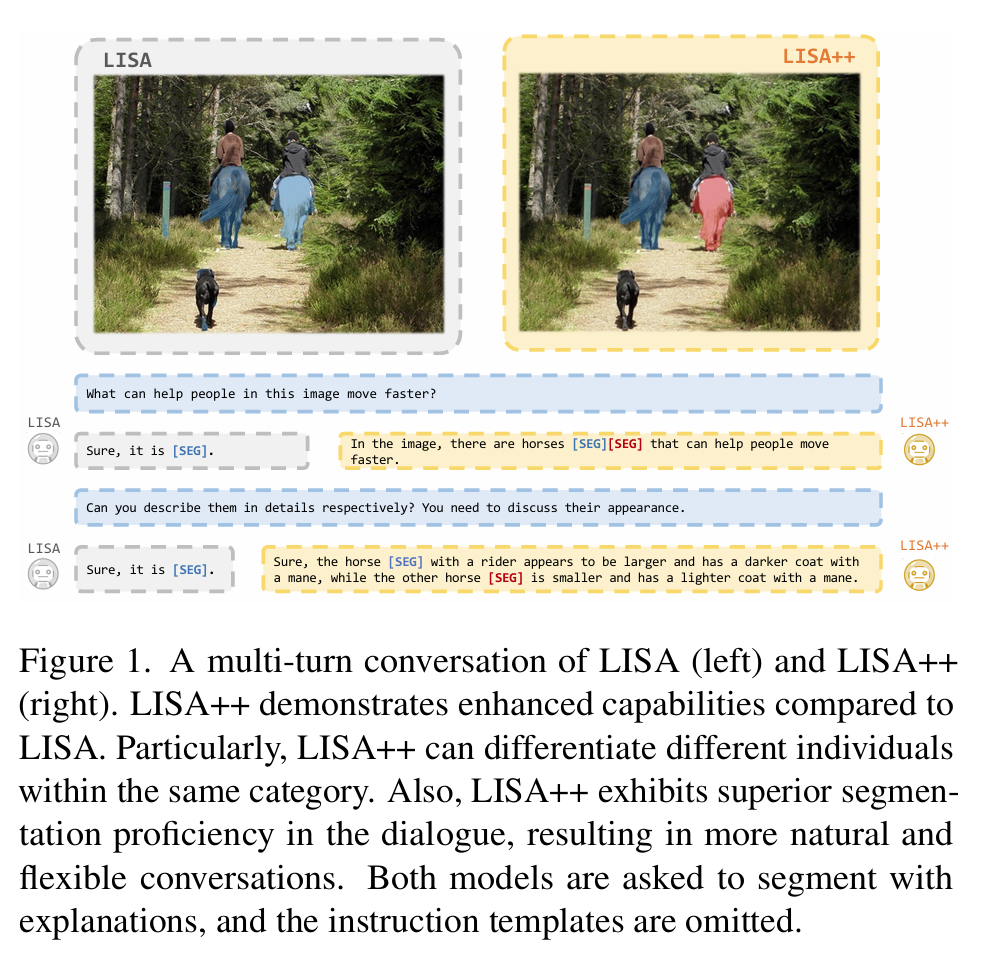 LISA
LISA++
What can help people in this image move faster?
LISA
LISA++
Sure, it is [SEG].
In the image, there are horses [SEG][SEG] that can help people move
faster.
Can you describe them in details respectively? You need to discuss their appearance.
LISA
LISA++
Sure, it is [SEG].
Sure, the horse [SEG] with a rider appears to be larger and has a darker coat with
a mane, while the other horse [SEG] is smaller and has a lighter coat with a mane.
Figure 1. A multi-turn conversation of LISA (left) and LISA++
(right). LISA++ demonstrates enhanced capabilities compared to
LISA. Particularly, LISA++ can differentiate different individuals
within the same category. Also, LISA++ exhibits superior segmen-
tation proficiency in the dialogue, resulting in more natural and
flexible conversations. Both models are asked to segment with
explanations, and the instruction templates are omitted.